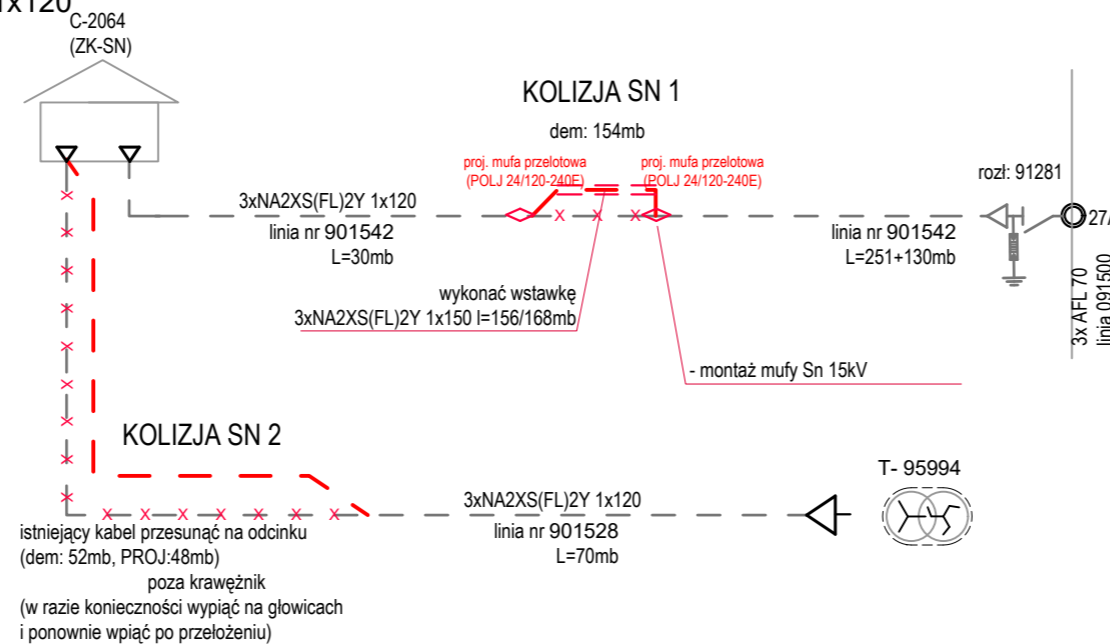 1x120
C-2064
(ZK-SN)
KOLIZJA SN 1
dem: 154mb
proj. mufa przelotowa
(POLJ 24/120-240E)
proj. mufa przelotowa
(POLJ 24/120-240E)
rozł: 91281
3xNA2XS(FL)2Y 1x120
linia nr 901542
L=30mb
linia nr 901542
L=251+130mb
27/
3x AFL 70
linia 091500
wykonać wstawkę
3xNA2XS(FL)2Y 1x150 l=156/168mb
- montaż mufy Sn 15kV
KOLIZJA SN 2
T- 95994
3xNA2XS(FL)2Y 1x120
linia nr 901528
L=70mb
istniejący kabel przesunąć na odcinku
(dem: 52mb, PROJ:48mb)
poza krawężnik
(w razie konieczności wypiąć na głowicach
i ponownie wpiąć po przełożeniu)